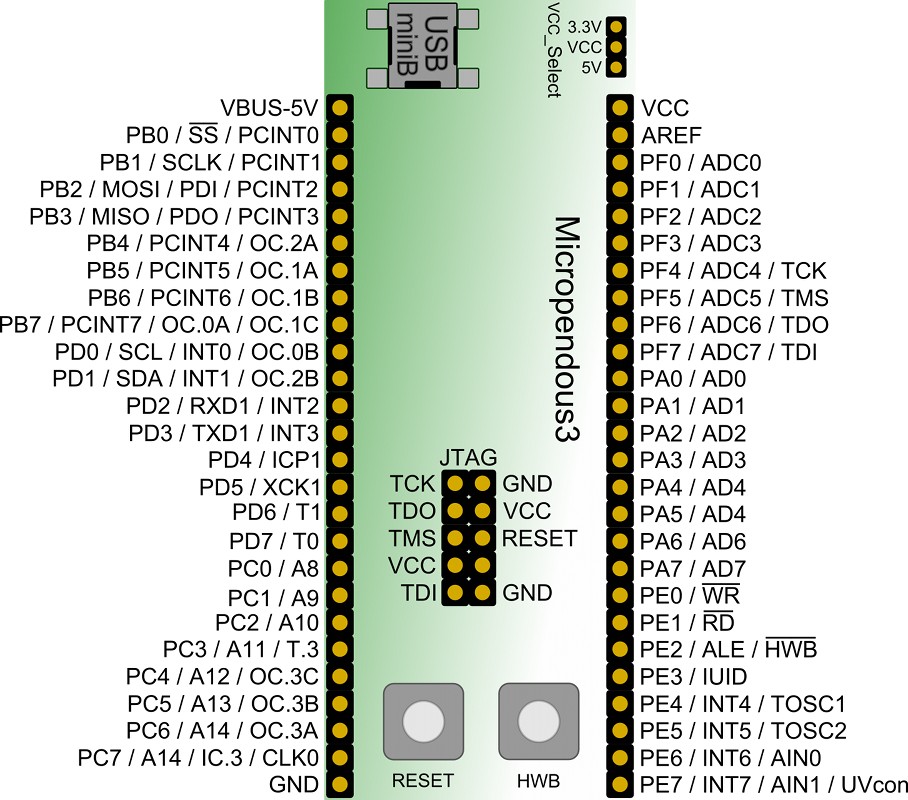 USB
miniB
VCC_Select
3.3V
VCC
5V
VBUS-5V
PB0 / SS / PCINT0
PB1 / SCLK / PCINT1
PB2 / MOSI / PDI / PCINT2
PB3 / MISO / PDO / PCINT3
PB4 / PCINT4 / OC.2A
PB5 / PCINT5 / OC.1A
PB6 / PCINT6 / OC.1B
PB7 / PCINT7 / OC.0A / OC.1C
PD0 / SCL / INT0 / OC.0B
PD1 / SDA / INT1 / OC.2B
PD2 / RXD1 / INT2
PD3 / TXD1 / INT3
PD4 / ICP1
PD5 / XCK1
PD6 / T1
PD7 / T0
PC0 / A8
PC1 / A9
PC2 / A10
PC3 / A11 / T.3
PC4 / A12 / OC.3C
PC5 / A13 / OC.3B
PC6 / A14 / OC.3A
PC7 / A14 / IC.3 / CLK0
GND
Micropendous3
JTAG
TCK GND
TDO VCC
TMS RESET
VCC
TDI GND
RESET HWB
VCC
AREF
PF0 / ADC0
PF1 / ADC1
PF2 / ADC2
PF3 / ADC3
PF4 / ADC4 / TCK
PF5 / ADC5 / TMS
PF6 / ADC6 / TDO
PF7 / ADC7 / TDI
PA0 / AD0
PA1 / AD1
PA2 / AD2
PA3 / AD3
PA4 / AD4
PA5 / AD4
PA6 / AD6
PA7 / AD7
PE0 / WR
PE1 / RD
PE2 / ALE / HWB
PE3 / IUID
PE4 / INT4 / TOSC1
PE5 / INT5 / TOSC2
PE6 / INT6 / AIN0
PE7 / INT7 / AIN1 / UVcon